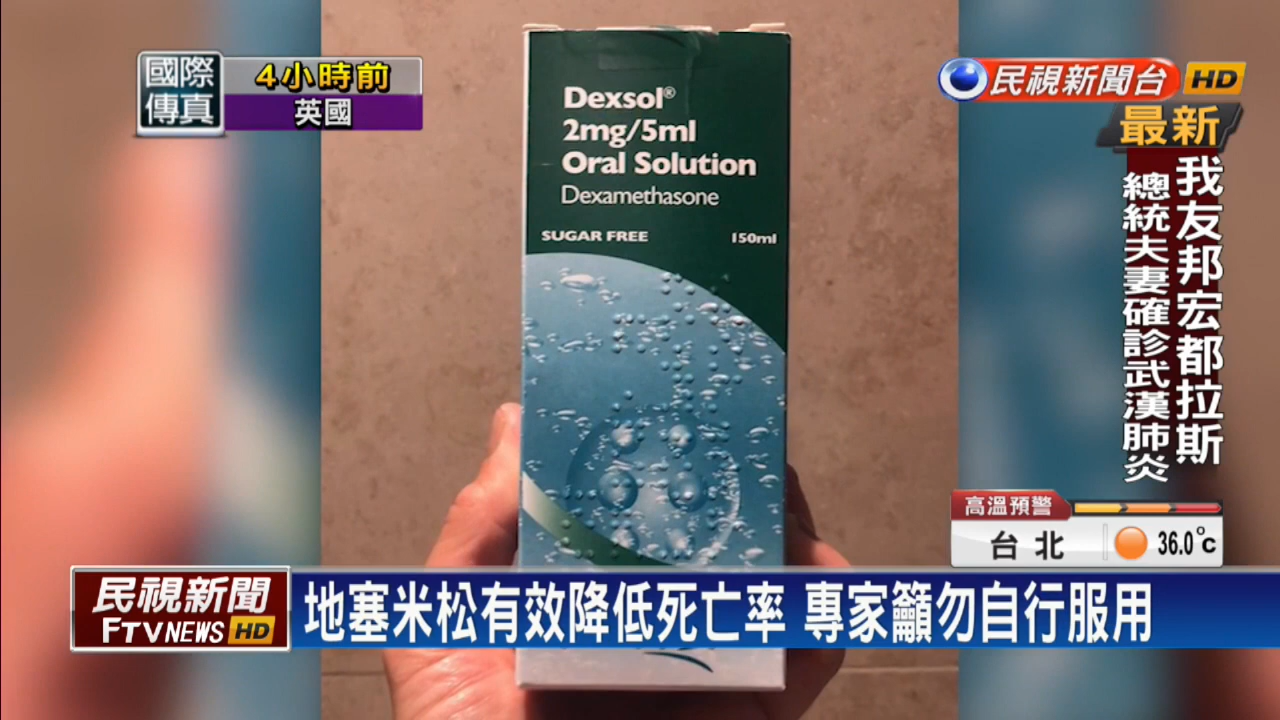 國際
傳真
4小時前
英國
民視新聞台 HD
最新
我友邦宏都拉斯
總統夫妻確診武漢肺炎
Dexsol®
2mg/5ml
Oral Solution
Dexamethasone
SUGAR FREE 150ml
高溫預警
台北 36.0°c
民視新聞
FTVNEWS HD
地塞米松有效降低死亡率 專家籲勿自行服用